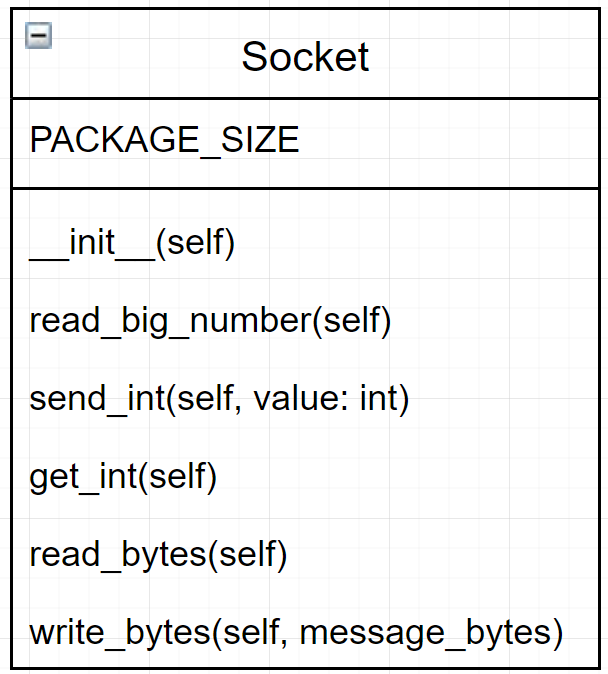 Socket
PACKAGE_SIZE
__init__(self)
read_big_number(self)
send_int(self, value: int)
get_int(self)
read_bytes(self)
write_bytes(self, message_bytes)